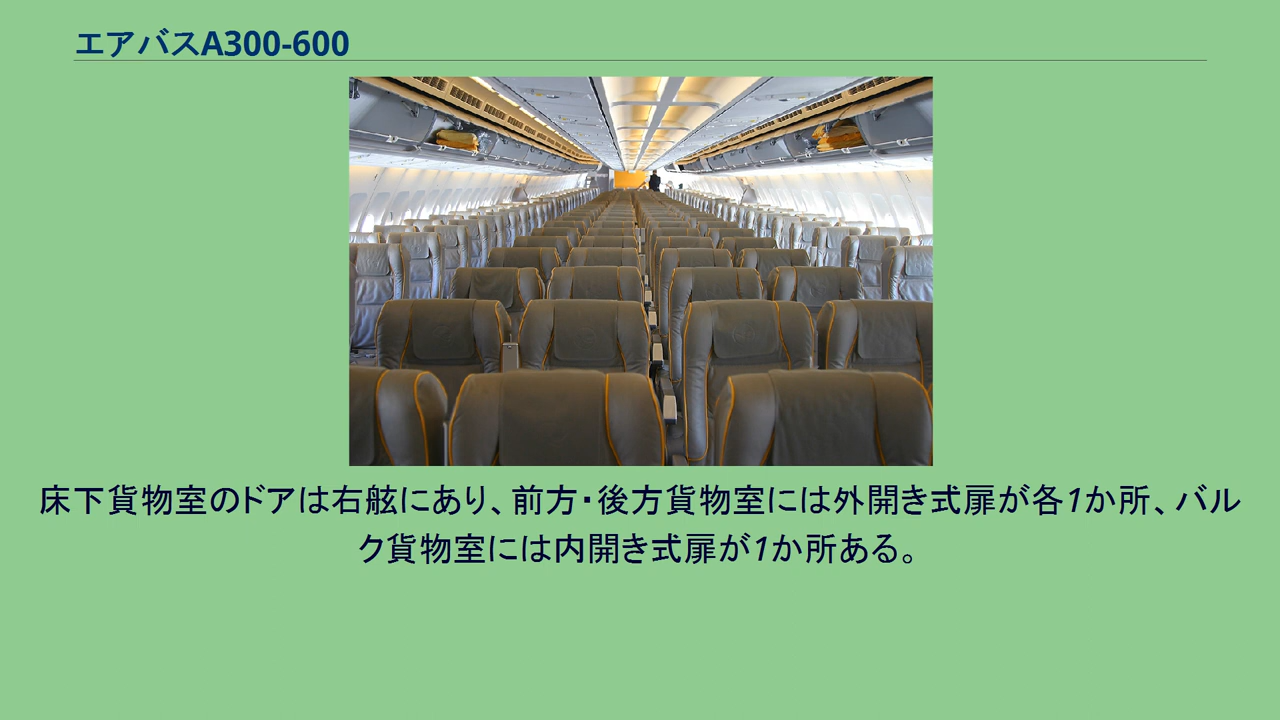 エアバスA300-600
床下貨物室のドアは右舷にあり、前方・後方貨物室には外開き式扉が各1か所、バル
ク貨物室には内開き式扉が1か所ある。